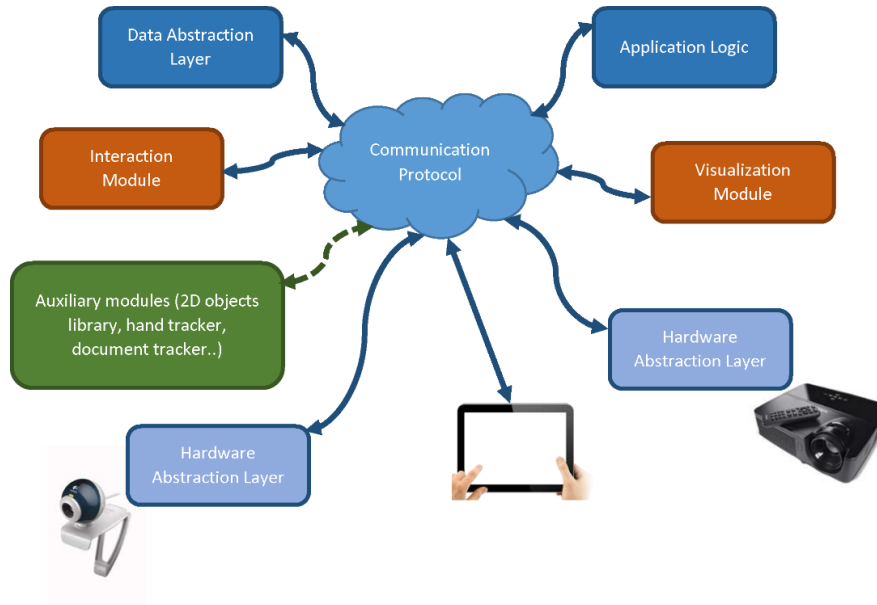 Data Abstraction
Layer
Application Logic
Communication
Protocol
Interaction
Module
Visualization
Module
Auxiliary modules (2D objects
library, hand tracker,
document tracker..)
Hardware
Abstraction Layer
Hardware
Abstraction Layer